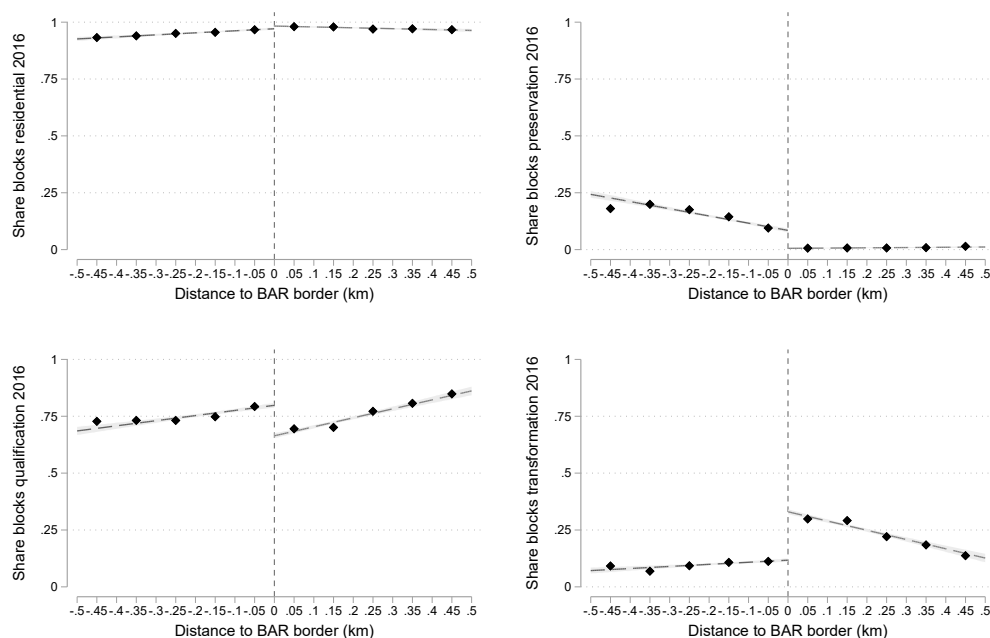 Share blocks residential 2016
1
.75
.5
.25
0
-.5 -.45 -.4 -.35 -.3 -.25 -.2 -.15 -.1 -.05 0 .05 .1 .15 .2 .25 .3 .35 .4 .45 .5
Distance to BAR border (km)
Share blocks preservation 2016
1
.75
.5
.25
0
-.5 -.45 -.4 -.35 -.3 -.25 -.2 -.15 -.1 -.05 0 .05 .1 .15 .2 .25 .3 .35 .4 .45 .5
Distance to BAR border (km)
Share blocks qualification 2016
1
.75
.5
.25
0
-.5 -.45 -.4 -.35 -.3 -.25 -.2 -.15 -.1 -.05 0 .05 .1 .15 .2 .25 .3 .35 .4 .45 .5
Distance to BAR border (km)
Share blocks transformation 2016
1
.75
.5
.25
0
-.5 -.45 -.4 -.35 -.3 -.25 -.2 -.15 -.1 -.05 0 .05 .1 .15 .2 .25 .3 .35 .4 .45 .5
Distance to BAR border (km)